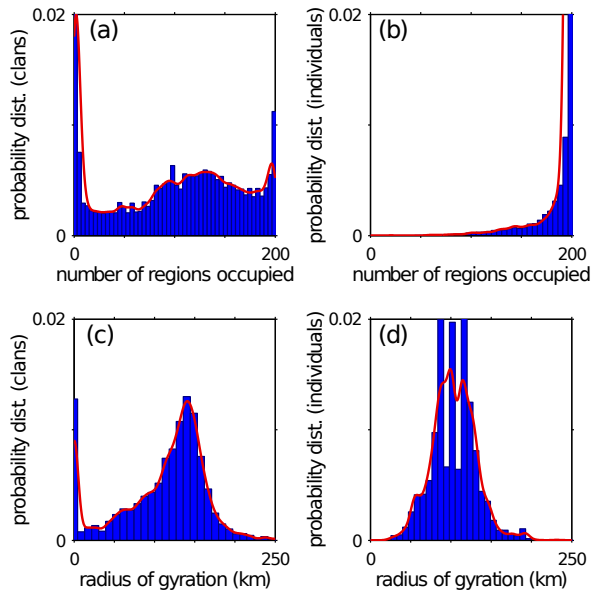 0.02
(a)
probability dist. (clans)
0
0
200
number of regions occupied
0.02
(b)
probability dist. (individuals)
0
0
200
number of regions occupied
0.02
(c)
probability dist. (clans)
0
0
250
radius of gyration (km)
0.02
(d)
probability dist. (individuals)
0
0
250
radius of gyration (km)